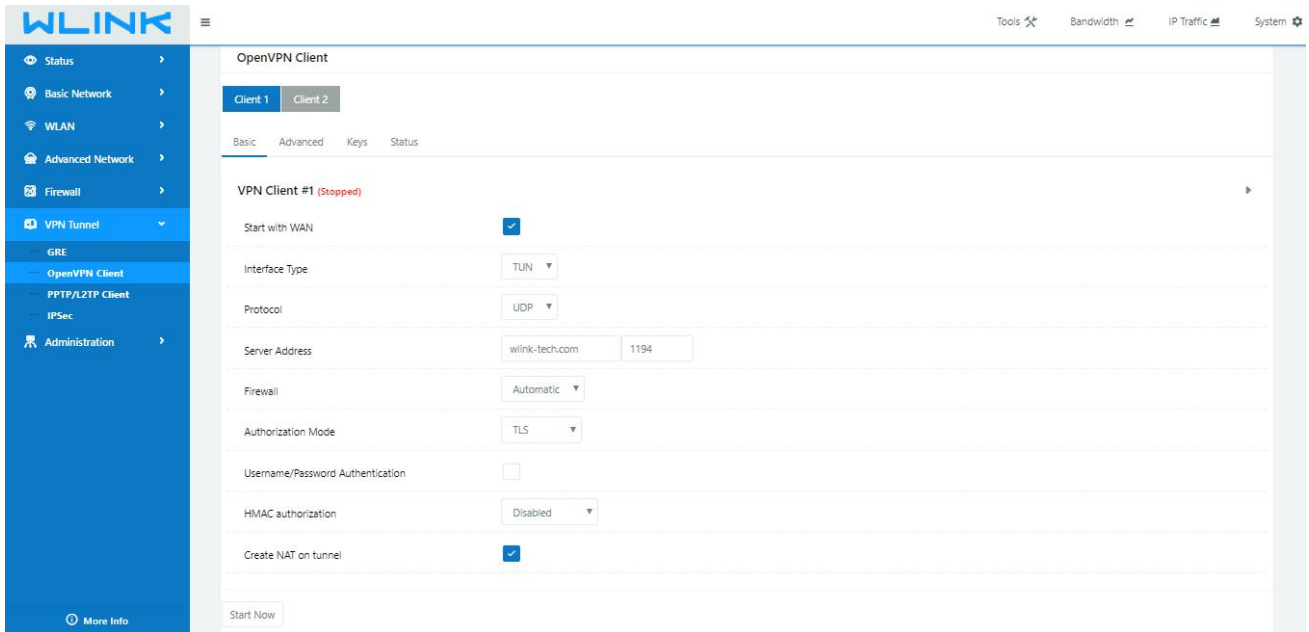 WLINK
Tools Bandwidth IP Traffic System
Status
Basic Network
WLAN
Advanced Network
Firewall
VPN Tunnel
GRE
OpenVPN Client
PPTP/L2TP Client
IPSec
Administration
More Info
OpenVPN Client
Client 1 Client 2
Basic Advanced Keys Status
VPN Client #1 (Stopped)
Start with WAN
Interface Type TUN
Protocol UDP
Server Address wlink-tech.com 1194
Firewall Automatic
Authorization Mode TLS
Username/Password Authentication
HMAC authorization Disabled
Create NAT on tunnel
Start Now